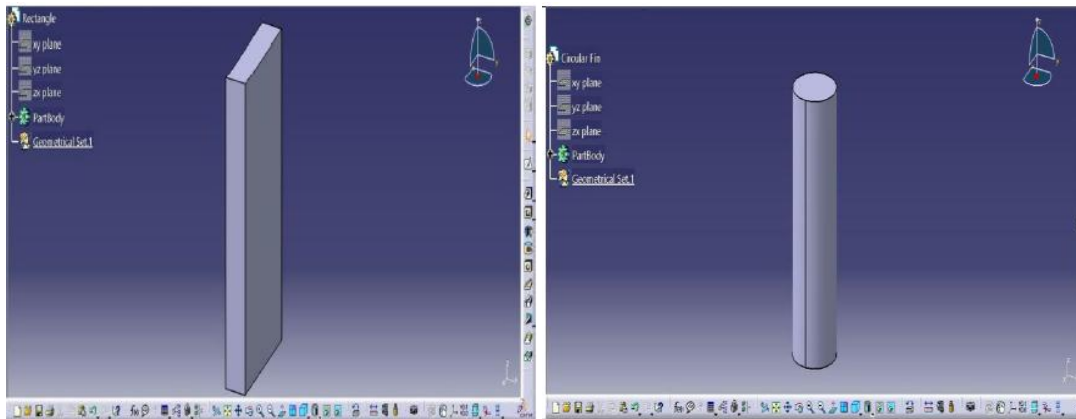 Rectangle
xy plane
yz plane
zx plane
PartBody
Geometrical Set.1
Circular Fin
xy plane
yz plane
zx plane
PartBody
Geometrical Set.1